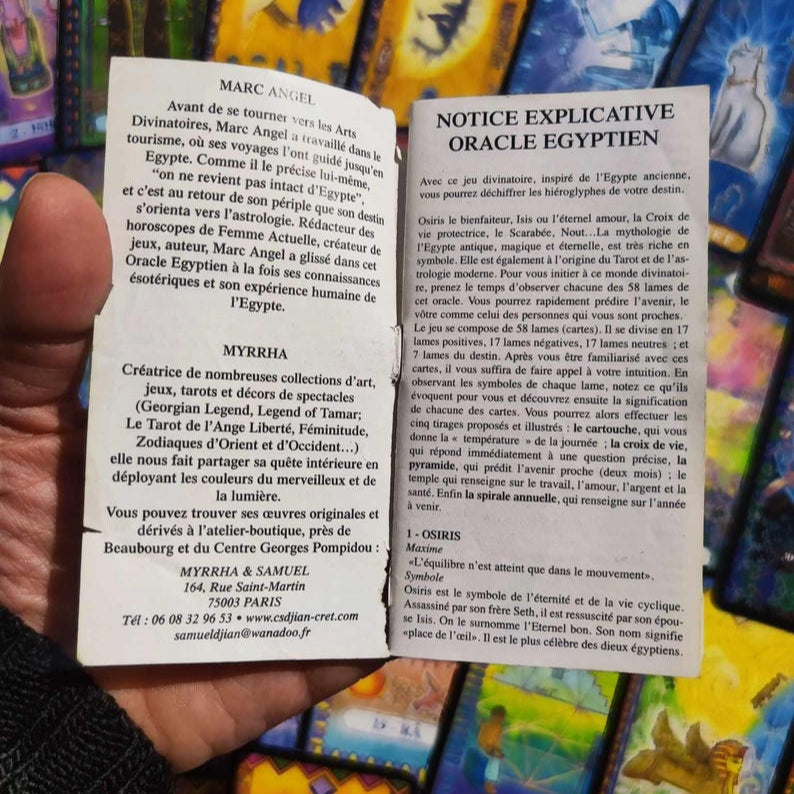 MARC ANGEL
Avant de se tourner vers les Arts
Divinatoires, Marc Angel a travaillé dans le
tourisme, où ses voyages l'ont guidé jusqu'en
Egypte. Comme il le précise lui-même,
"on ne revient pas intact d'Egypte",
et c'est au retour de son périple que son destin
s'orienta vers l'astrologie. Rédacteur des
horoscopes de Femme Actuelle, créateur de
jeux, auteur, Marc Angel a glissé dans cet
Oracle Egyptien à la fois ses connaissances
ésotériques et son expérience humaine de
l'Egypte.
MYRRHA
Créatrice de nombreuses collections d'art,
jeux, tarots et décors de spectacles
(Georgian Legend, Legend of Tamar;
Le Tarot de l'Ange Liberté, Féminitude,
Zodiaques d'Orient et d'Occident…)
elle nous fait partager sa quête intérieure en
déployant les couleurs du merveilleux et de
la lumière.
Vous pouvez trouver ses œuvres originales et
dérivés à l'atelier-boutique, près de
Beaubourg et du Centre Georges Pompidou :
MYRRHA & SAMUEL
164, Rue Saint-Martin
75003 PARIS
Tél : 06 08 32 96 53 • www.csdjian-cret.com
samueldjian@wanadoo.fr
NOTICE EXPLICATIVE
ORACLE EGYPTIEN
Avec ce jeu divinatoire, inspiré de l'Egypte ancienne,
vous pourrez déchiffrer les hiéroglyphes de votre destin.
Osiris le bienfaiteur, Isis ou l'éternel amour, la Croix de
vie protectrice, le Scarabée, Nout…La mythologie de
l'Egypte antique, magique et éternelle, est très riche en
symbole. Elle est également à l'origine du Tarot et de l'as-
trologie moderne. Pour vous initier à ce monde divinatoi-
re, prenez le temps d'observer chacune des 58 lames de
cet oracle. Vous pourrez rapidement prédire l'avenir, le
vôtre comme celui des personnes qui vous sont proches.
Le jeu se compose de 58 lames (cartes). Il se divise en 17
lames positives, 17 lames négatives, 17 lames neutres ; et
7 lames du destin. Après vous être familiarisé avec ces
cartes, il vous suffira de faire appel à votre intuition. En
observant les symboles de chaque lame, notez ce qu'ils
évoquent pour vous et découvrez ensuite la signification
de chacune des cartes. Vous pourrez alors effectuer les
cinq tirages proposés et illustrés : le cartouche, qui vous
donne la « température » de la journée ; la croix de vie,
qui répond immédiatement à une question précise, la
pyramide, qui prédit l'avenir proche (deux mois) ; le
temple qui renseigne sur le travail, l'amour, l'argent et la
santé. Enfin la spirale annuelle, qui renseigne sur l'année
à venir.
1 - OSIRIS
Maxime
«L'équilibre n'est atteint que dans le mouvement».
Symbole
Osiris est le symbole de l'éternité et de la vie cyclique.
Assassiné par son frère Seth, il est ressuscité par son épou-
se Isis. On le surnomme l'Eternel bon. Son nom signifie
«place de l'œil». Il est le plus célèbre des dieux égyptiens.